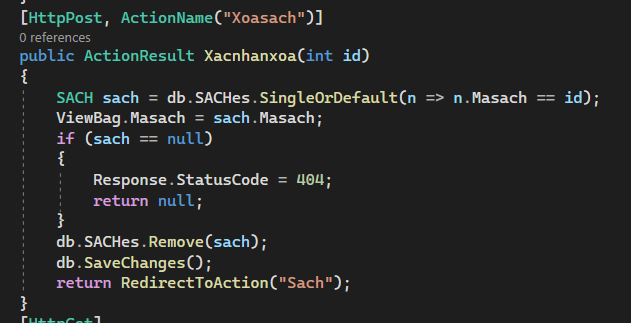 }
[HttpPost, ActionName("Xoasach")]
0 references
public ActionResult Xacnhanxoa(int id)
{
SACH sach = db.SACHes.SingleOrDefault(n => n.Masach == id);
ViewBag.Masach = sach.Masach;
if (sach == null)
{
Response.StatusCode = 404;
return null;
}
db.SACHes.Remove(sach);
db.SaveChanges();
return RedirectToAction("Sach");
}
[HttpGet]